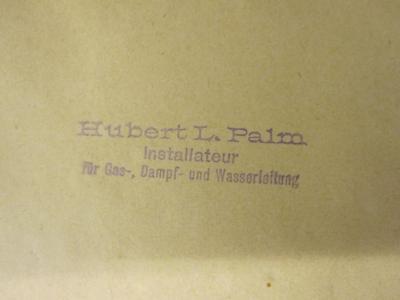 Hubert L. Palm
Installateur
für Gas-, Dampf- und Wasserleitung